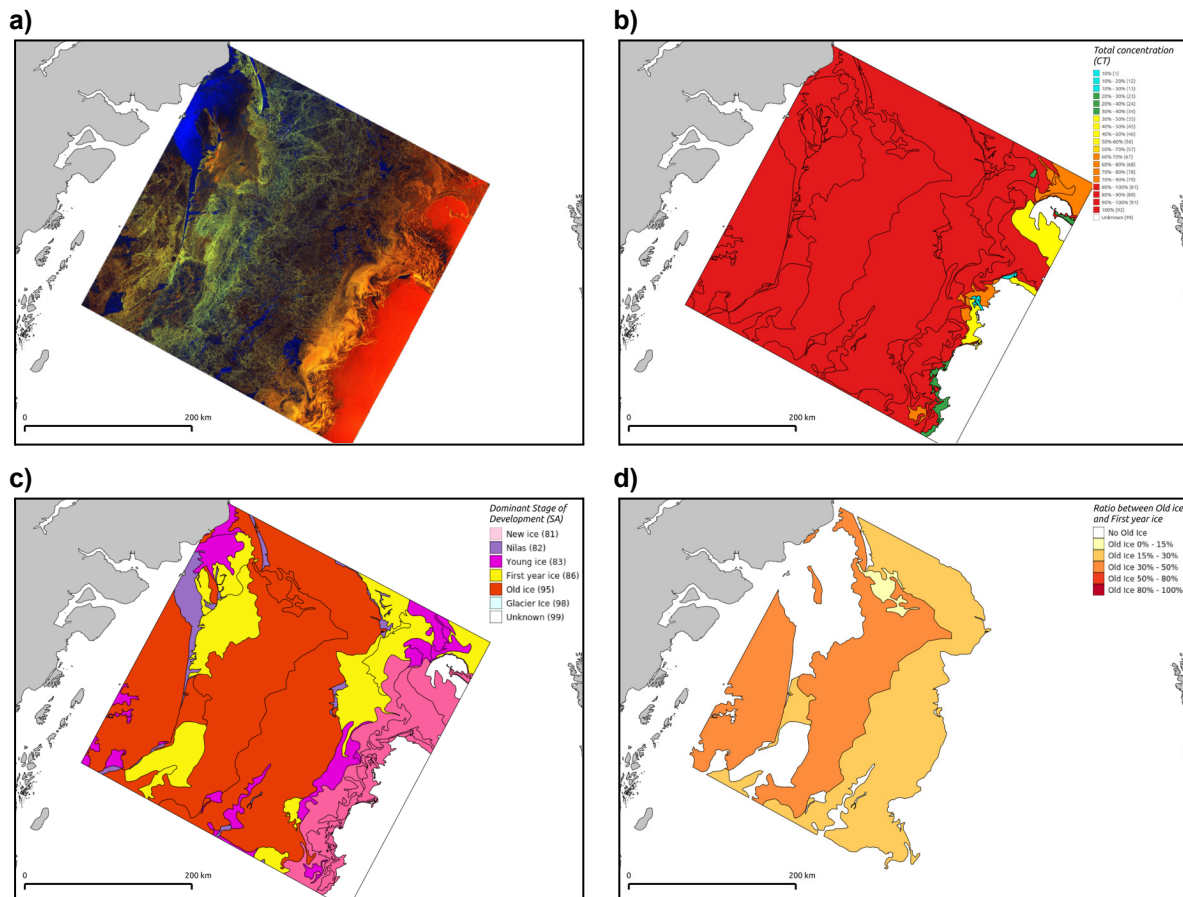 a)
0
200 km
b)
Total concentration
(CT)
10% (1)
10% - 20% (12)
10% - 30% (13)
20% - 30% (23)
20% - 40% (24)
30% - 40% (34)
30% - 50% (35)
40% - 50% (45)
40% - 60% (46)
50%-60% (56)
50% - 70% (57)
60% 70% (67)
60% - 80% (68)
70% - 80% (78)
70% - 90% (79)
80% - 100% (81)
80% - 90% (89)
90% - 100% (91)
100% (92)
Unknown (99)
0
200 km
c)
Dominant Stage of
Development (SA)
New ice (81)
Nilas (82)
Young ice (83)
First year ice (86)
Old ice (95)
Glacier Ice (98)
Unknown (99)
0
200 km
d)
Ratio between Old ice
and First year ice
No Old Ice
Old Ice 0% - 15%
Old Ice 15% - 30%
Old Ice 30% - 50%
Old Ice 50% - 80%
Old Ice 80% - 100%
0
200 km